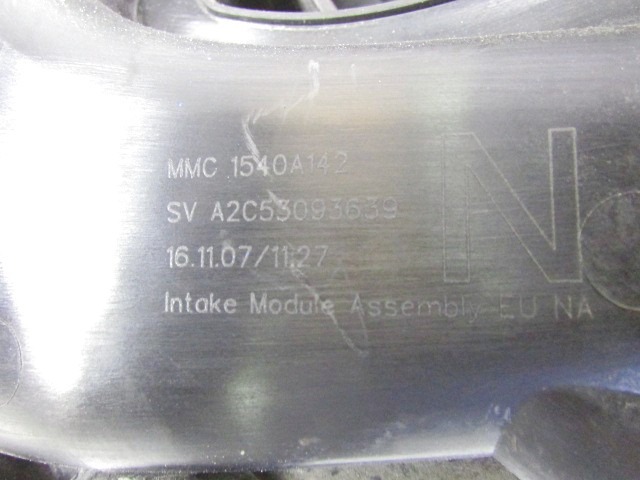 MMC 1540A142
SV A2C53093639
16.11.07/11.27
Intake Module Assembly EU NA
N